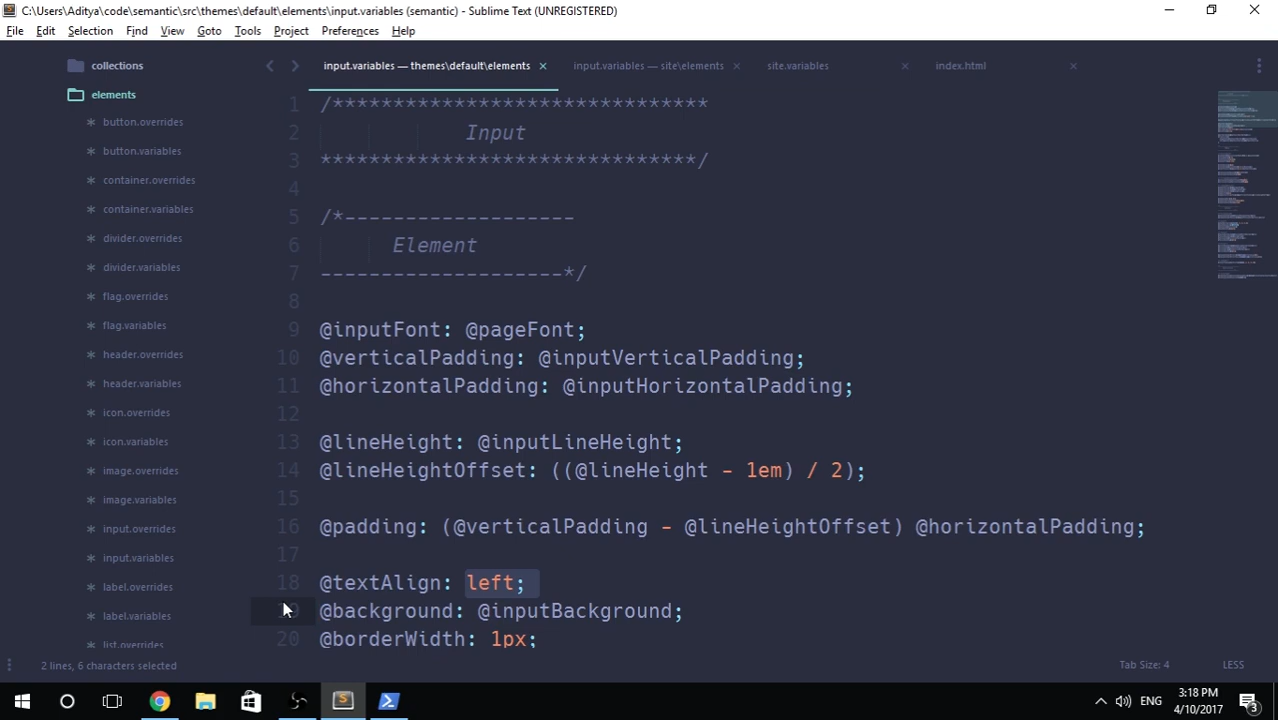 C:\Users\Aditya\code\semantic\src\themes\default\elements\input.variables (semantic) - Sublime Text (UNREGISTERED)
File Edit Selection Find View Goto Tools Project Preferences Help
collections
elements
button.overrides
button.variables
container.overrides
container.variables
divider.overrides
divider.variables
flag.overrides
flag.variables
header.overrides
header.variables
icon.overrides
icon.variables
image.overrides
image.variables
input.overrides
input.variables
label.overrides
label.variables
list.overrides
input.variables — themes\default\elements
input.variables — site\elements
site.variables
index.html
1 /*******************************
2 Input
3 *******************************/
4
5 /*-------------------
6 Element
7 --------------------*/
8
9 @inputFont: @pageFont;
10 @verticalPadding: @inputVerticalPadding;
11 @horizontalPadding: @inputHorizontalPadding;
12
13 @lineHeight: @inputLineHeight;
14 @lineHeightOffset: ((@lineHeight - 1em) / 2);
15
16 @padding: (@verticalPadding - @lineHeightOffset) @horizontalPadding;
17
18 @textAlign: left;
19 @background: @inputBackground;
20 @borderWidth: 1px;
2 lines, 6 characters selected
Tab Size: 4
LESS
ENG
3:18 PM
4/10/2017
3